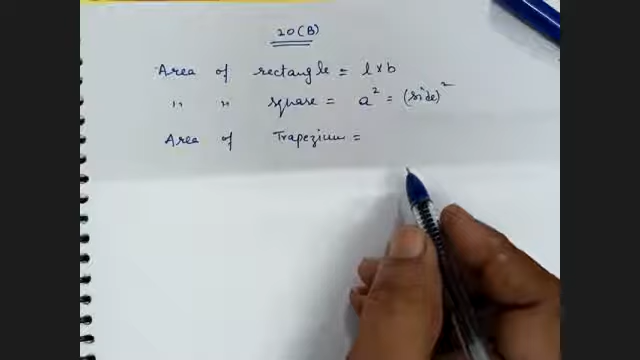 20(B)
Area of rectangle = l x b
" " square = a² = (side)²
Area of Trapezium =